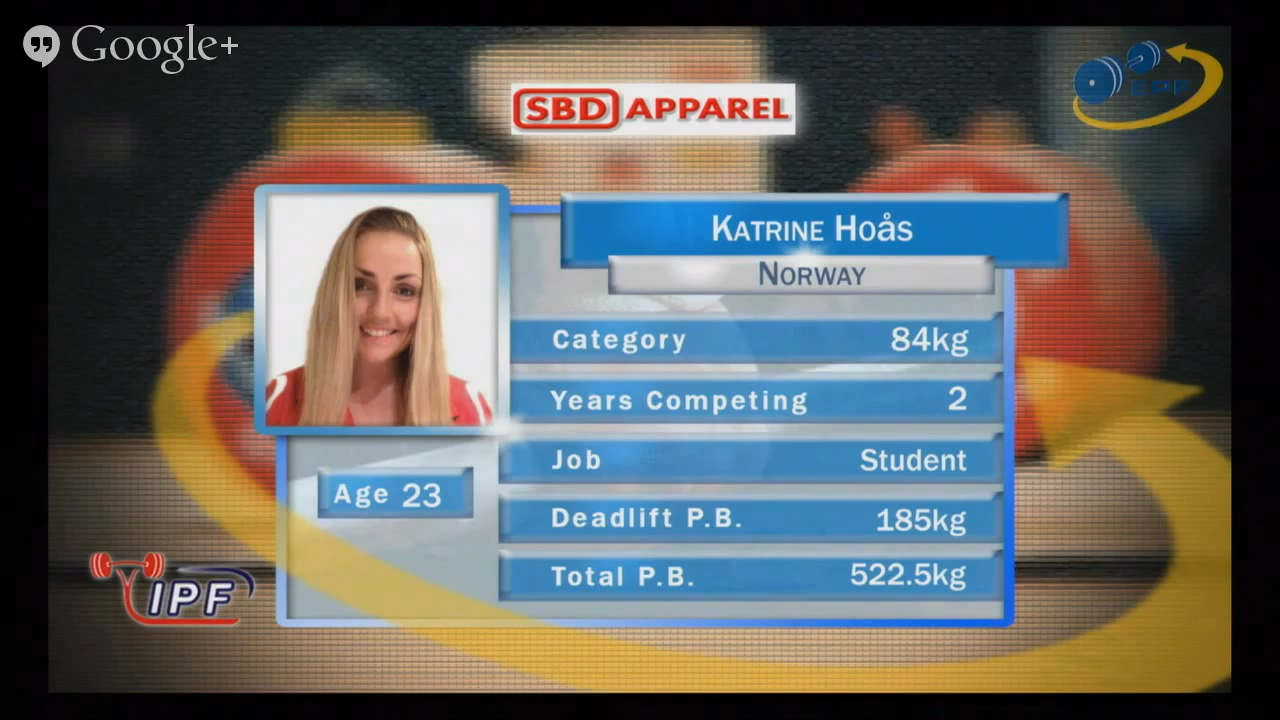 Google+
SBD APPAREL
EPF
Katrine Hoås
Norway
Category 84kg
Years Competing 2
Job Student
Age 23
Deadlift P.B. 185kg
Total P.B. 522.5kg
IPF